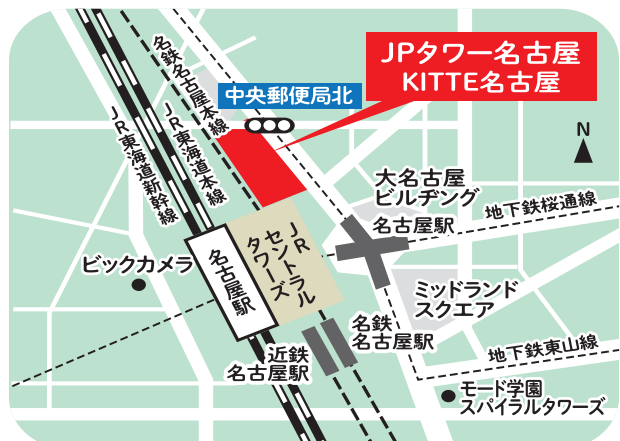 JPタワー名古屋
KITTE名古屋
中央郵便局北
名鉄名古屋本線
JR東海道本線
JR東海道新幹線
N
大名古屋
ビルヂング
地下鉄桜通線
名古屋駅
JR
セントラル
タワーズ
名古屋駅
ビックカメラ
ミッドランド
スクエア
名鉄
名古屋駅
近鉄
名古屋駅
地下鉄東山線
モード学園
スパイラルタワーズ